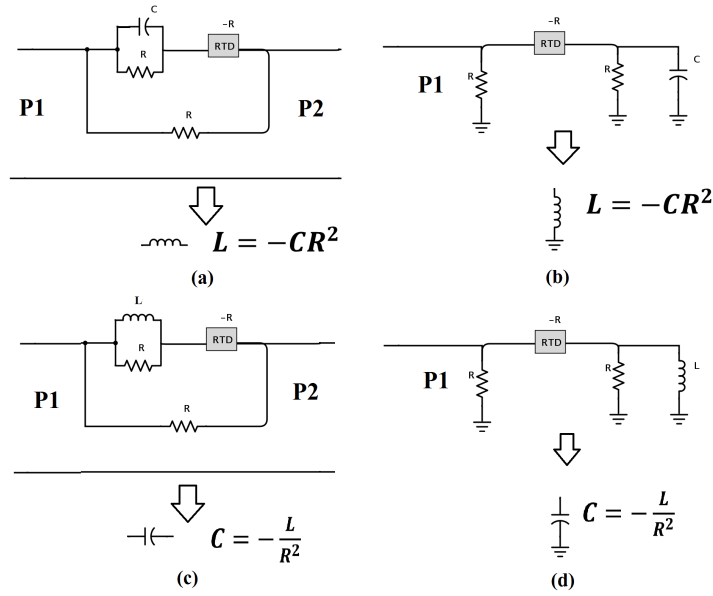 C
−R
R
RTD
P1
R
P2
L = −CR²
(a)
−R
RTD
P1
R
R
C
L = −CR²
(b)
L
−R
R
RTD
P1
R
P2
C = −L/R²
(c)
−R
RTD
P1
R
R
L
C = −L/R²
(d)